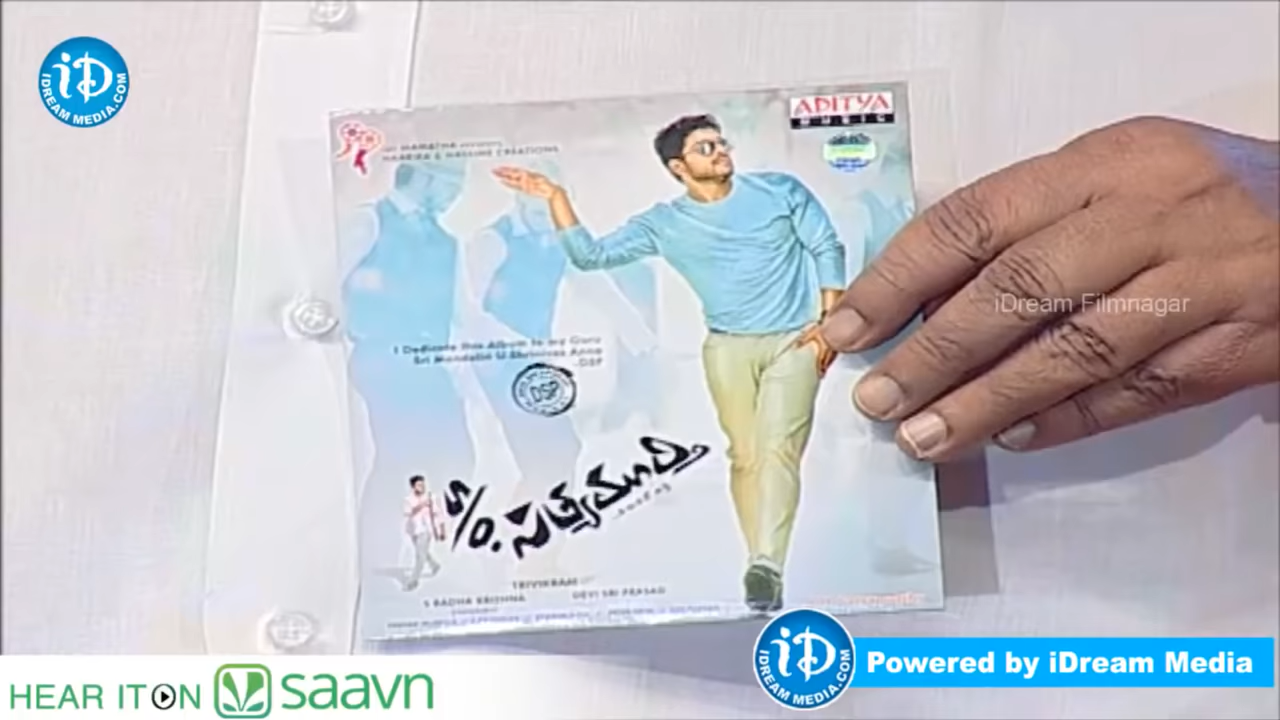 iD
IDREAM MEDIA.COM
ADITYA
MUSIC
HAARIKA & HASSINE CREATIONS
iDream Filmnagar
I Dedicate this Album to my Guru
Sri Mandolin U Shrinivas Anna
-DSP
DSP
S/O. సత్యమూర్తి
TRIVIKRAM
S RADHA KRISHNA
DEVI SRI PRASAD
HEAR IT ON saavn
iD
IDREAM MEDIA.COM
Powered by iDream Media